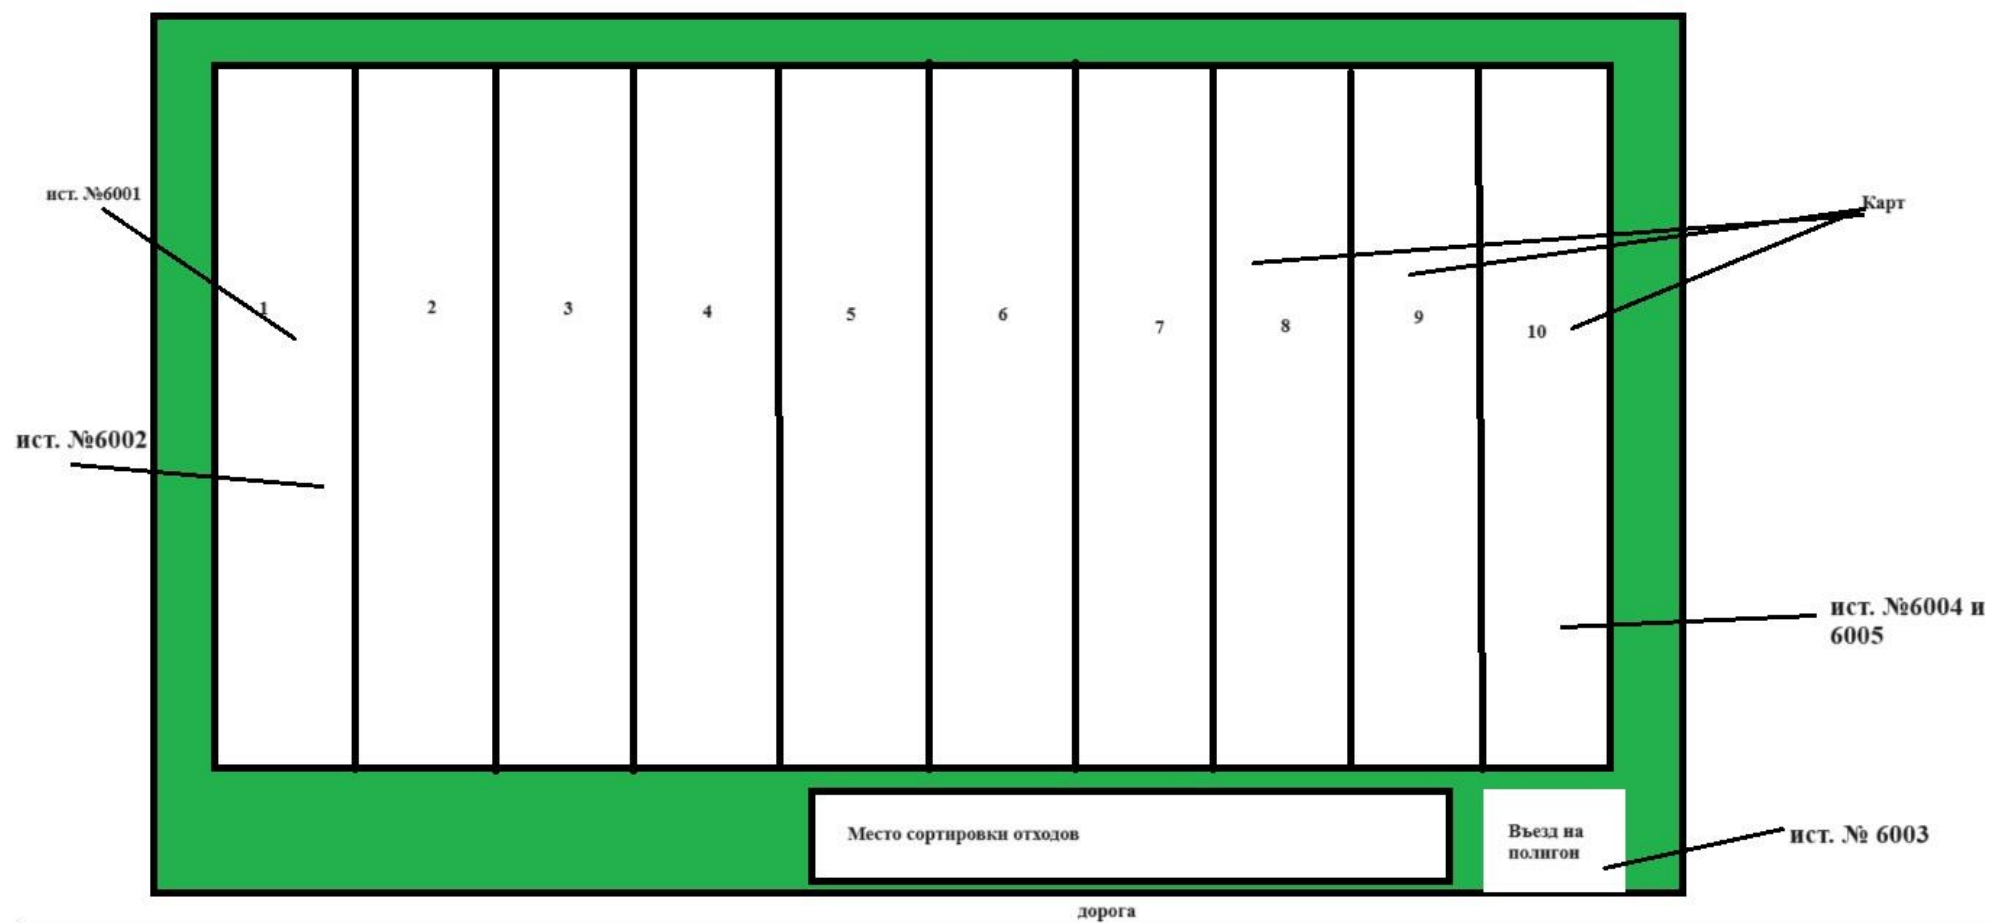 ист. №6001
Карт
1
2
3
4
5
6
7
8
9
10
ист. №6002
ист. №6004 и
6005
Место сортировки отходов
Въезд на
полигон
ист. № 6003
дорога